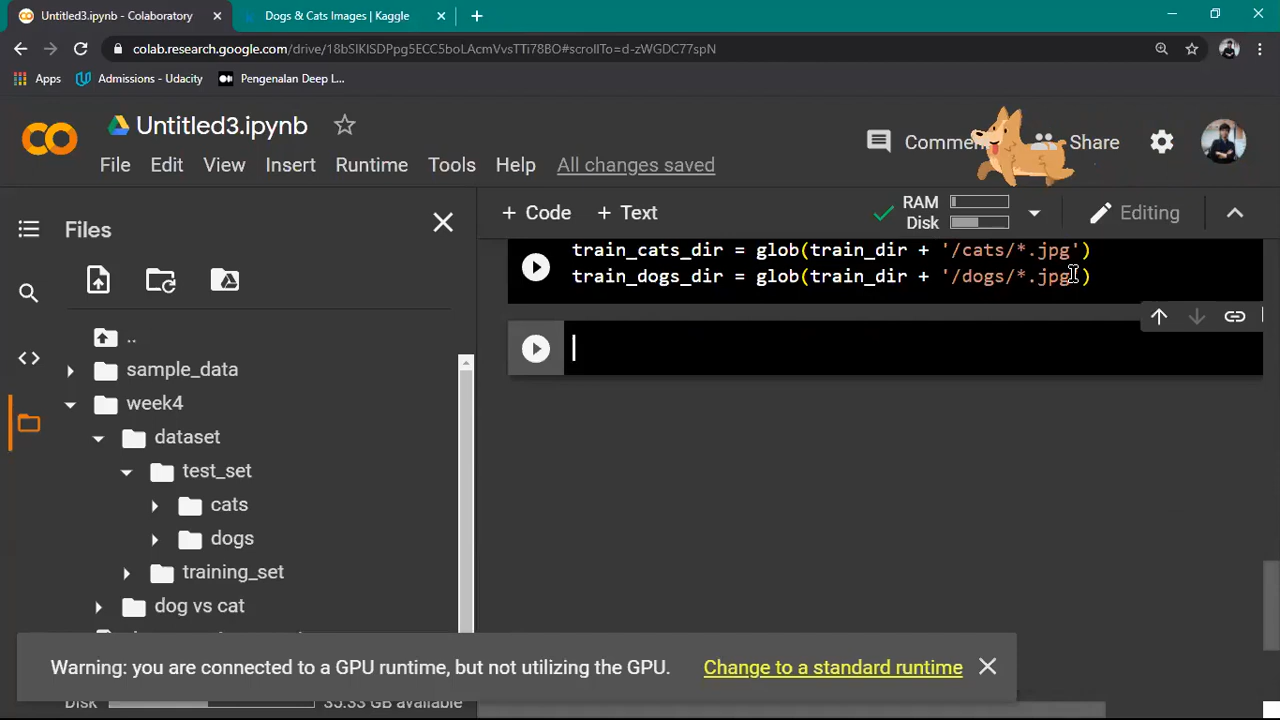 Untitled3.ipynb - Colaboratory
Dogs & Cats Images | Kaggle
colab.research.google.com/drive/18bSlKISDPpg5ECC5boLAcmVvsTTi78BO#scrollTo=d-zWGDC77spN
Apps
Admissions - Udacity
Pengenalan Deep L...
Untitled3.ipynb
Share
File Edit View Insert Runtime Tools Help All changes saved
+ Code + Text
RAM
Disk
Editing
Files
train_cats_dir = glob(train_dir + '/cats/*.jpg')
train_dogs_dir = glob(train_dir + '/dogs/*.jpg')
..
sample_data
week4
dataset
test_set
cats
dogs
training_set
dog vs cat
Warning: you are connected to a GPU runtime, but not utilizing the GPU. Change to a standard runtime
Disk
35.33 GB available